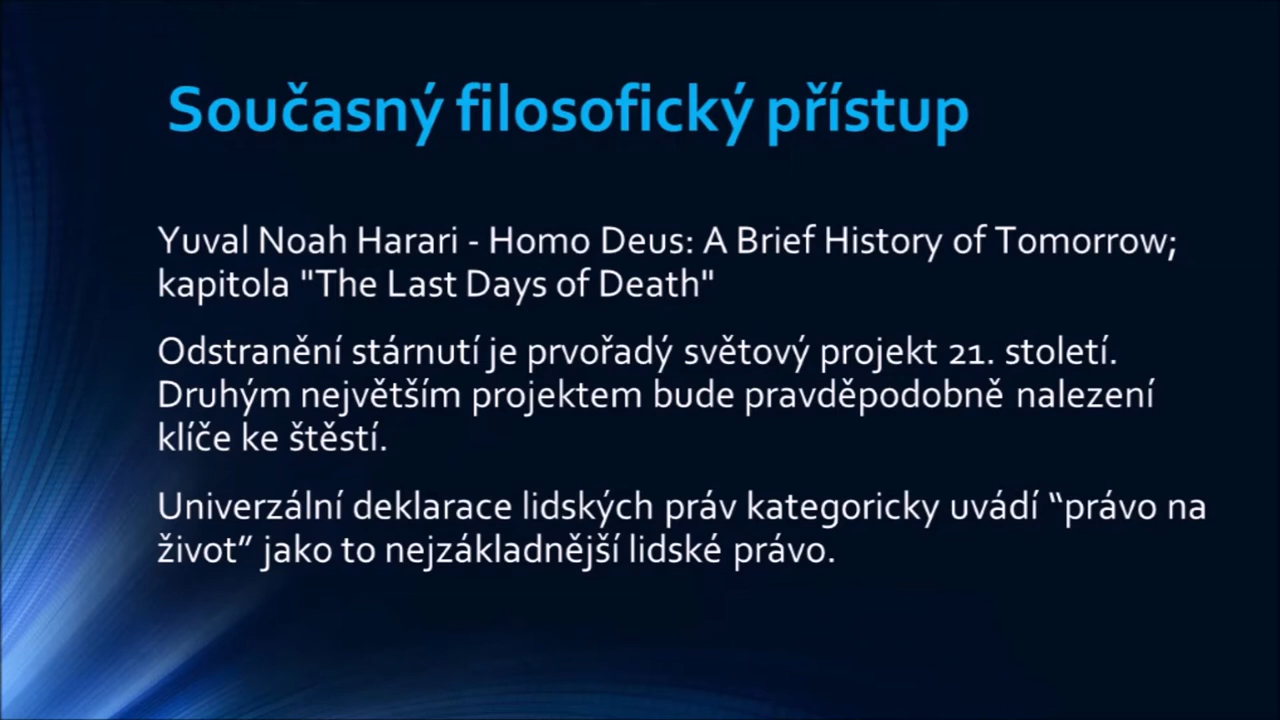 Současný filosofický přístup
Yuval Noah Harari - Homo Deus: A Brief History of Tomorrow;
kapitola "The Last Days of Death"
Odstranění stárnutí je prvořadý světový projekt 21. století.
Druhým největším projektem bude pravděpodobně nalezení
klíče ke štěstí.
Univerzální deklarace lidských práv kategoricky uvádí “právo na
život” jako to nejzákladnější lidské právo.